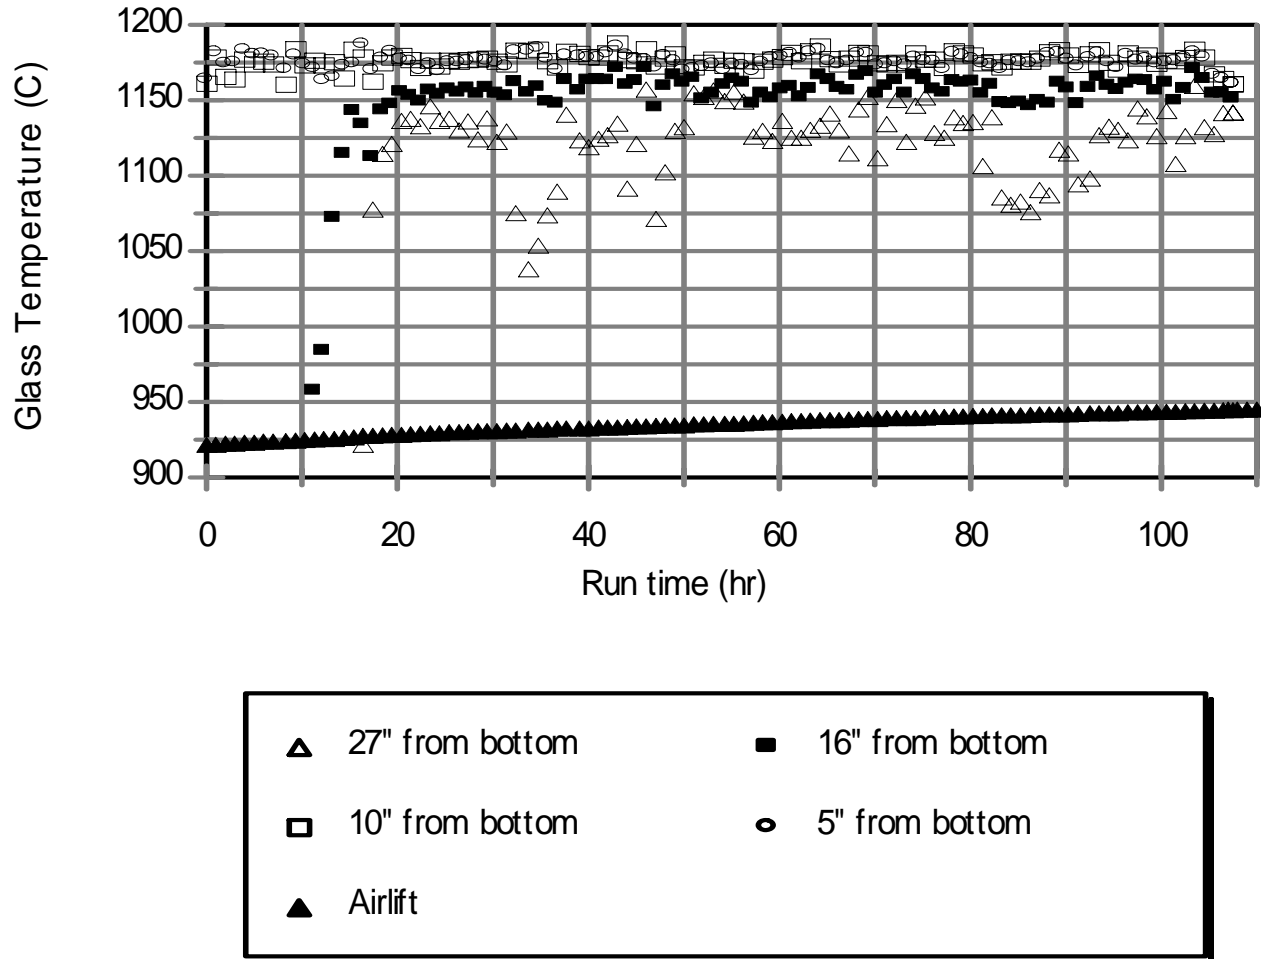 Glass Temperature (C)
1200
1150
1100
1050
1000
950
900
0 20 40 60 80 100
Run time (hr)
27" from bottom 16" from bottom
10" from bottom 5" from bottom
Airlift